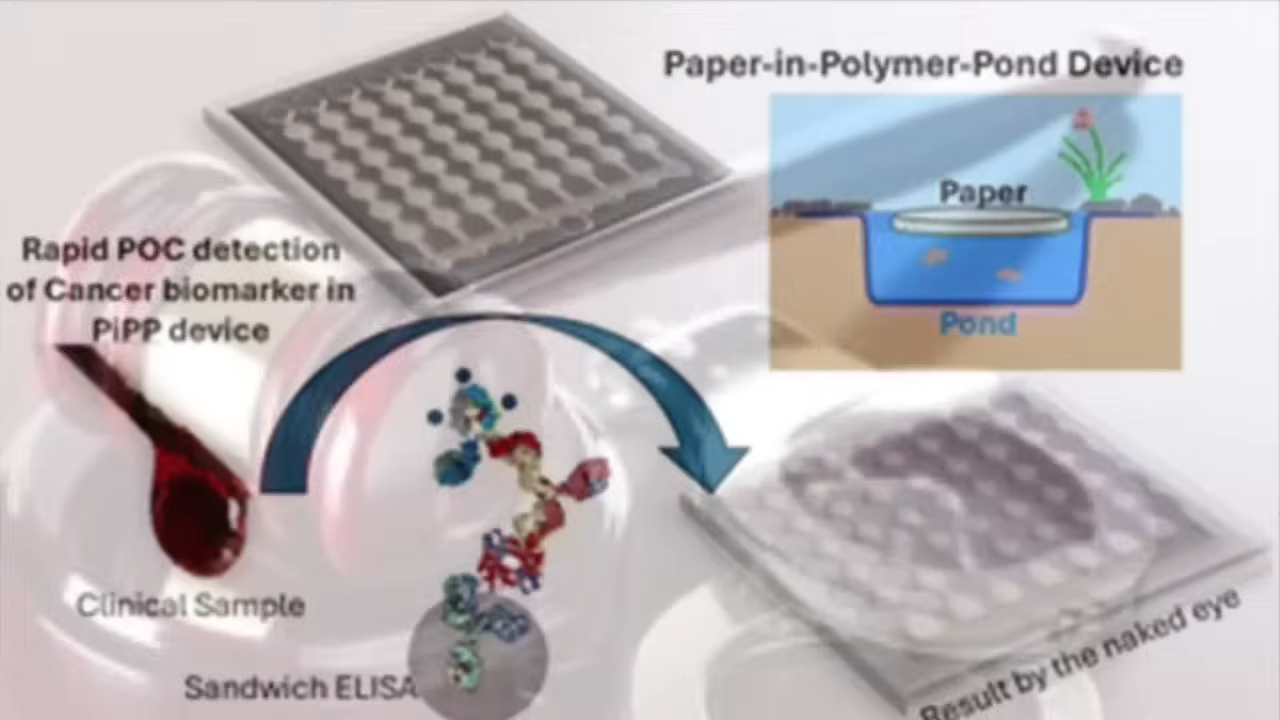 Paper-in-Polymer-Pond Device
Paper
Pond
Rapid POC detection
of Cancer biomarker in
PiPP device
Clinical Sample
Sandwich ELISA
Result by the naked eye